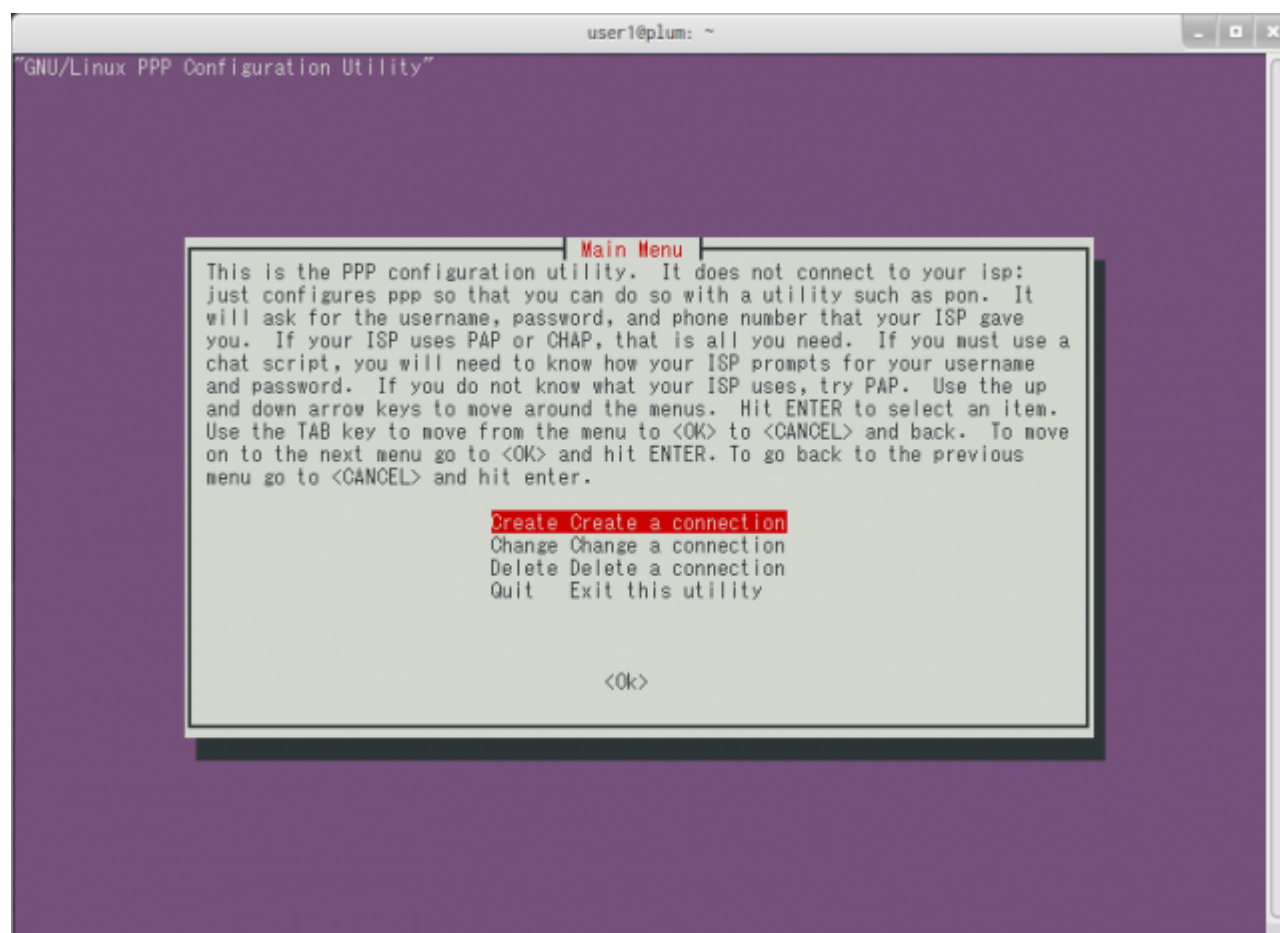 user1@plum: ~
"GNU/Linux PPP Configuration Utility"
Main Menu
This is the PPP configuration utility.  It does not connect to your isp:
just configures ppp so that you can do so with a utility such as pon.  It
will ask for the username, password, and phone number that your ISP gave
you.  If your ISP uses PAP or CHAP, that is all you need.  If you must use a
chat script, you will need to know how your ISP prompts for your username
and password.  If you do not know what your ISP uses, try PAP.  Use the up
and down arrow keys to move around the menus.  Hit ENTER to select an item.
Use the TAB key to move from the menu to <OK> to <CANCEL> and back.  To move
on to the next menu go to <OK> and hit ENTER. To go back to the previous
menu go to <CANCEL> and hit enter.
Create Create a connection
Change Change a connection
Delete Delete a connection
Quit   Exit this utility
<Ok>